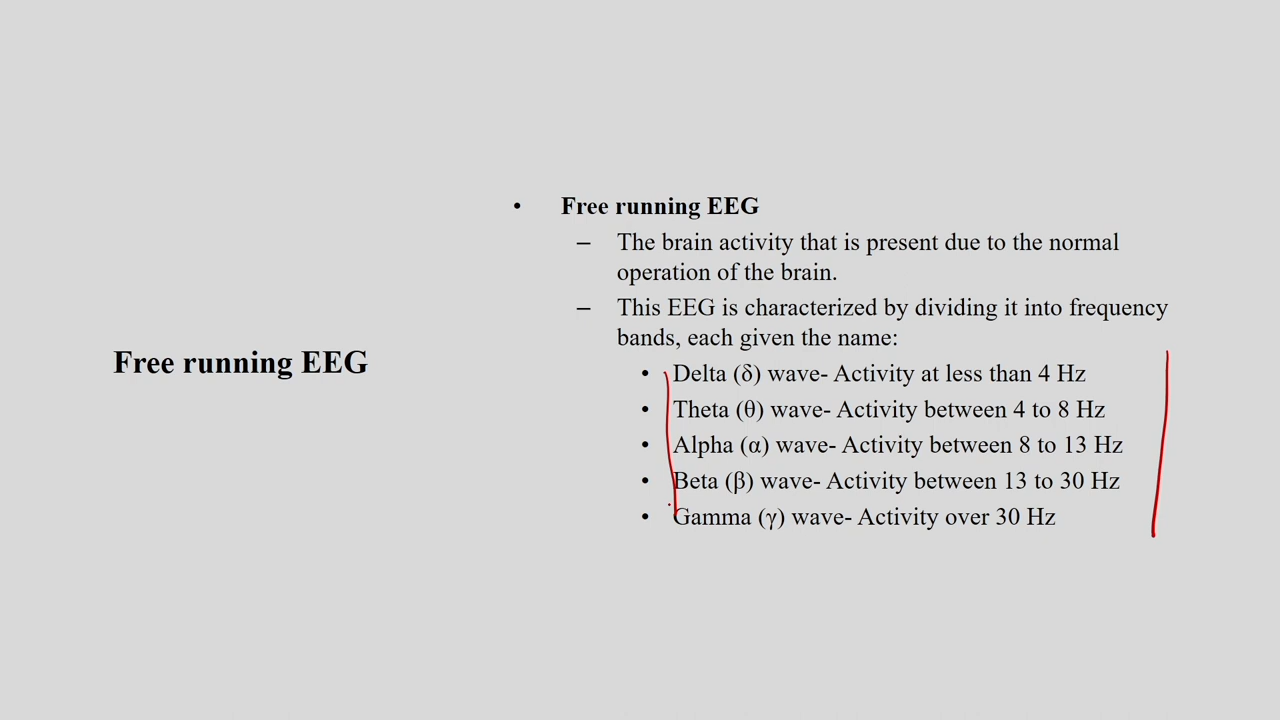 Free running EEG
• Free running EEG
– The brain activity that is present due to the normal
operation of the brain.
– This EEG is characterized by dividing it into frequency
bands, each given the name:
• Delta (δ) wave- Activity at less than 4 Hz
• Theta (θ) wave- Activity between 4 to 8 Hz
• Alpha (α) wave- Activity between 8 to 13 Hz
• Beta (β) wave- Activity between 13 to 30 Hz
• Gamma (γ) wave- Activity over 30 Hz